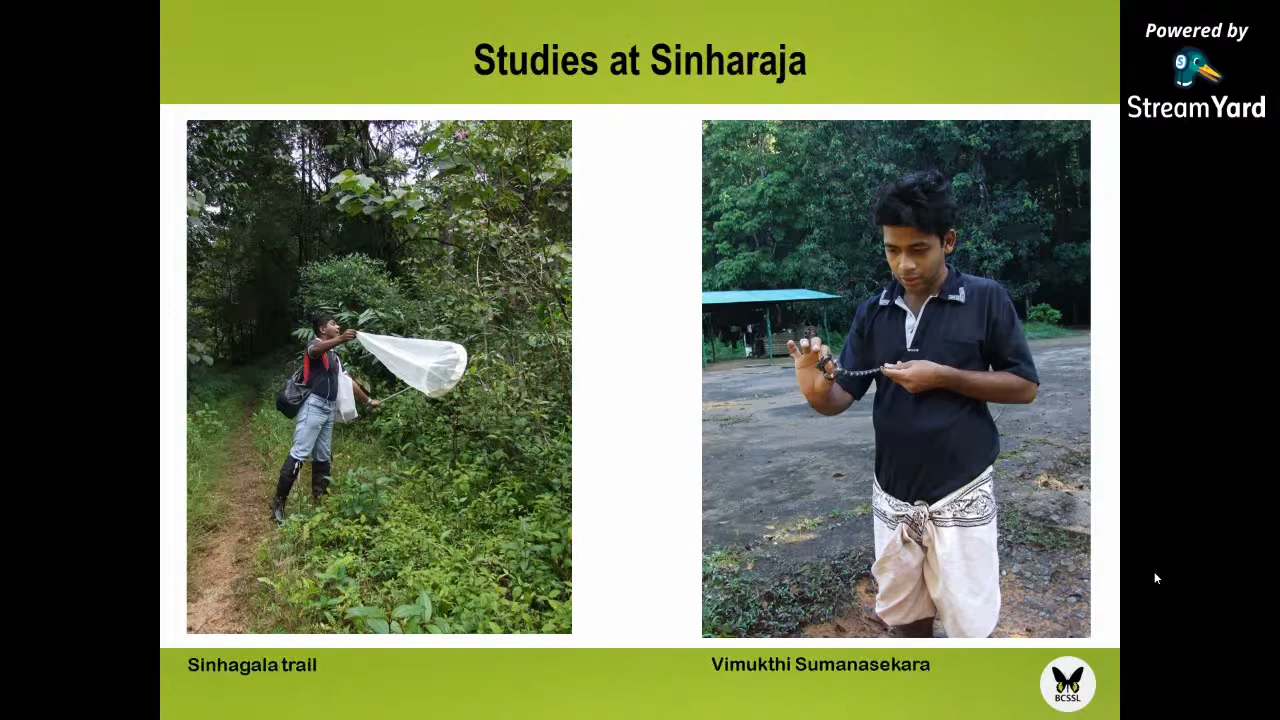 Studies at Sinharaja
Powered by
StreamYard
Sinhagala trail
Vimukthi Sumanasekara
BCSSL